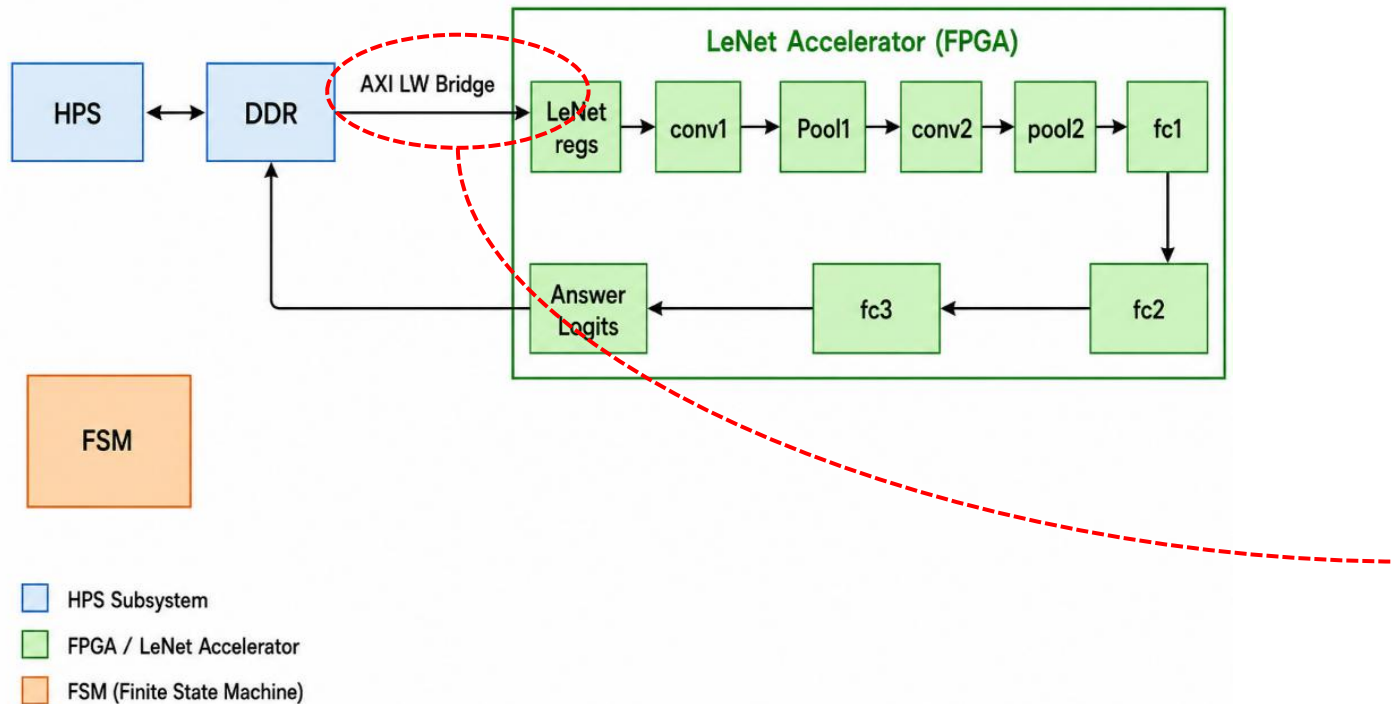 LeNet Accelerator (FPGA)
HPS
DDR
AXI LW Bridge
LeNet
regs
conv1
Pool1
conv2
pool2
fc1
Answer
Logits
fc3
fc2
FSM
HPS Subsystem
FPGA / LeNet Accelerator
FSM (Finite State Machine)